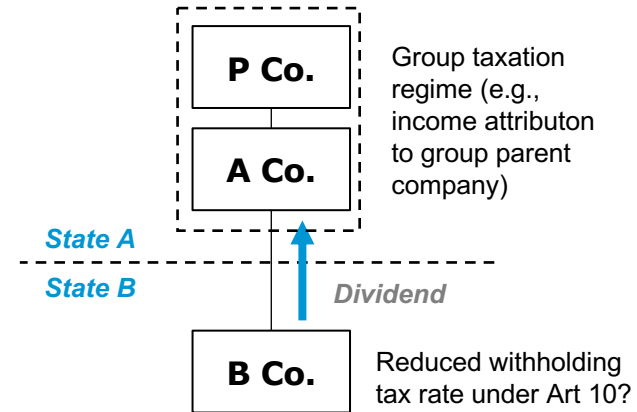 P Co.
Group taxation
regime (e.g.,
income attributon
to group parent
company)
A Co.
State A
State B
Dividend
B Co.
Reduced withholding
tax rate under Art 10?